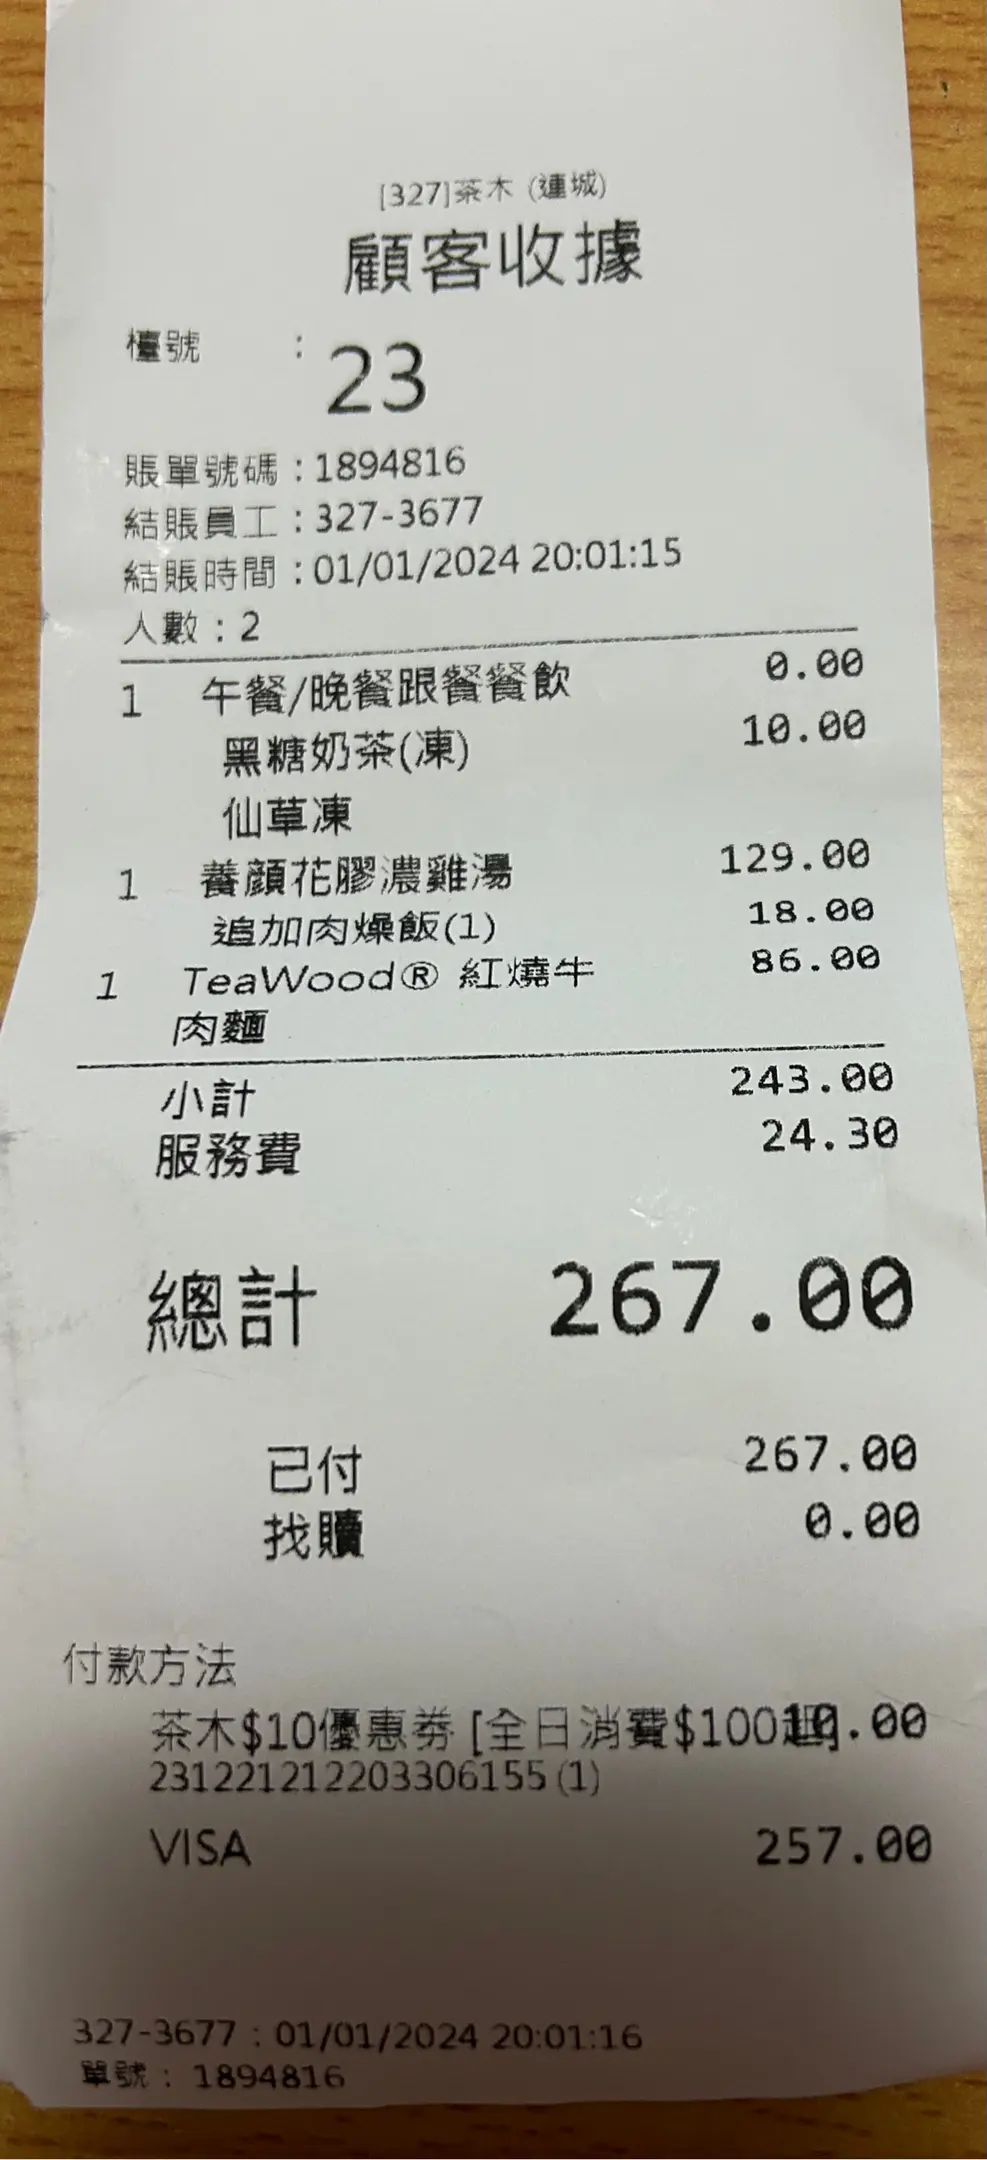 [327]茶木 (連城)
顧客收據
檯號 : 23
賬單號碼 : 1894816
結賬員工 : 327-3677
結賬時間 : 01/01/2024 20:01:15
人數 : 2
1 午餐/晚餐跟餐餐飲 0.00
黑糖奶茶(凍) 10.00
仙草凍
1 養顏花膠濃雞湯 129.00
追加肉燥飯(1) 18.00
1 TeaWood® 紅燒牛 86.00
肉麵
小計 243.00
服務費 24.30
總計 267.00
已付 267.00
找贖 0.00
付款方法
茶木$10優惠券 [全日消費$100起] 10.00
231221212203306155 (1)
VISA 257.00
327-3677 : 01/01/2024 20:01:16
單號 : 1894816